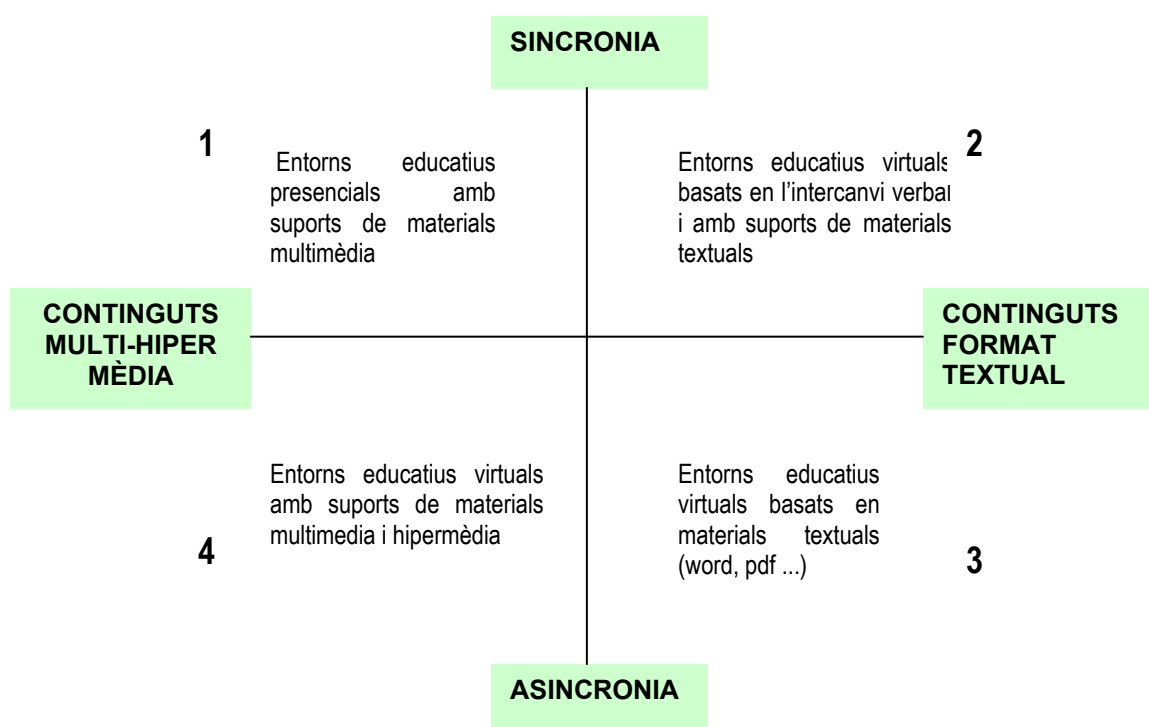 SINCRONIA
1
Entorns educatius
presencials amb
suports de materials
multimèdia
2
Entorns educatius virtuals
basats en l’intercanvi verbal
i amb suports de materials
textuals
CONTINGUTS
MULTI-HIPER
MÈDIA
CONTINGUTS
FORMAT
TEXTUAL
Entorns educatius virtuals
amb suports de materials
multimedia i hipermèdia
4
Entorns educatius
virtuals basats en
materials textuals
(word, pdf ...)
3
ASINCRONIA